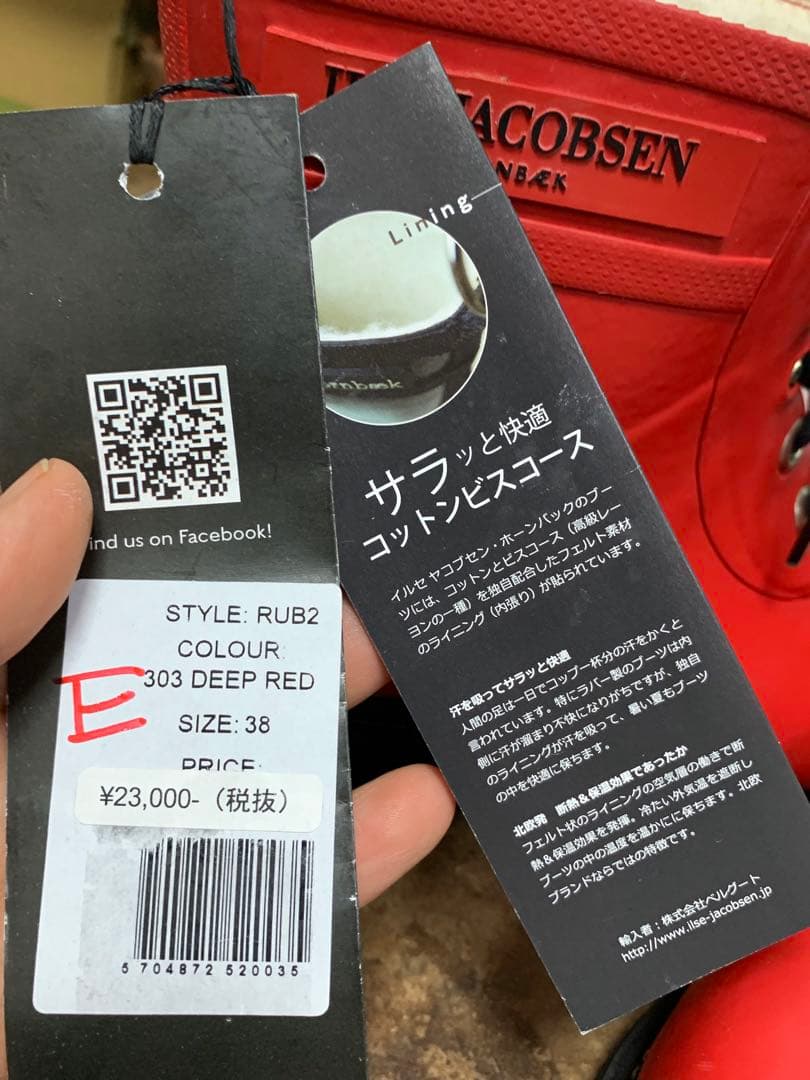 JACOBSEN
NBÆK
Lining
rnbæk
サラッと快適
コットンビスコース
イルセ ヤコブセン・ホーンバックのブー
ツには、コットンとビスコース（高級レー
ヨンの一種）を独自配合したフェルト素材
のライニング（内張り）が貼られています。
汗を吸ってサラッと快適
人間の足は一日でコップ一杯分の汗をかくと
言われています。特にラバー製のブーツは内
側に汗が溜まり不快になりがちですが、独自
のライニングが汗を吸って、暑い夏もブーツ
の中を快適に保ちます。
北欧発 断熱＆保温効果であったか
フェルト状のライニングの空気層の働きで断
熱＆保温効果を発揮。冷たい外気温を遮断し
ブーツの中の温度を温かにに保ちます。北欧
ブランドならではの特徴です。
輸入者：株式会社ベルグート
http://www.ilse-jacobsen.jp
ind us on Facebook!
STYLE: RUB2
COLOUR:
303 DEEP RED
E
SIZE: 38
PRICE:
¥23,000-（税抜）
5 704872 520035